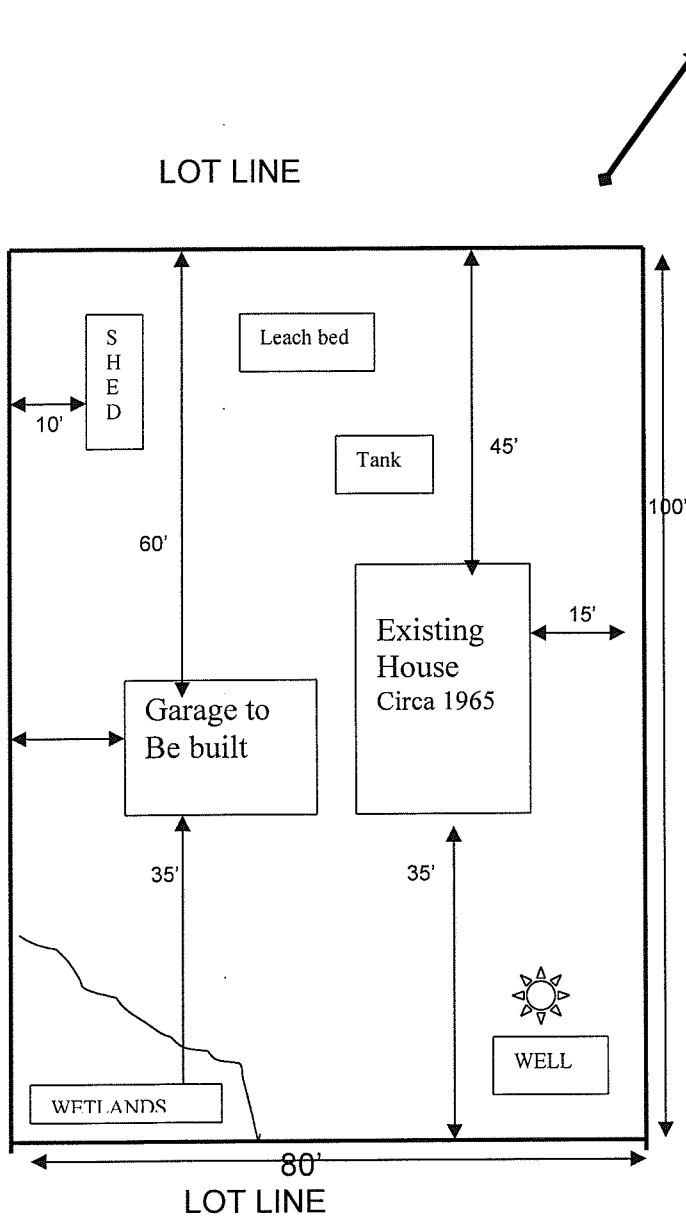 LOT LINE
S
H
E
D
Leach bed
10'
Tank
45'
100'
60'
Existing
House
Circa 1965
15'
Garage to
Be built
35'
35'
WELL
WETLANDS
80'
LOT LINE